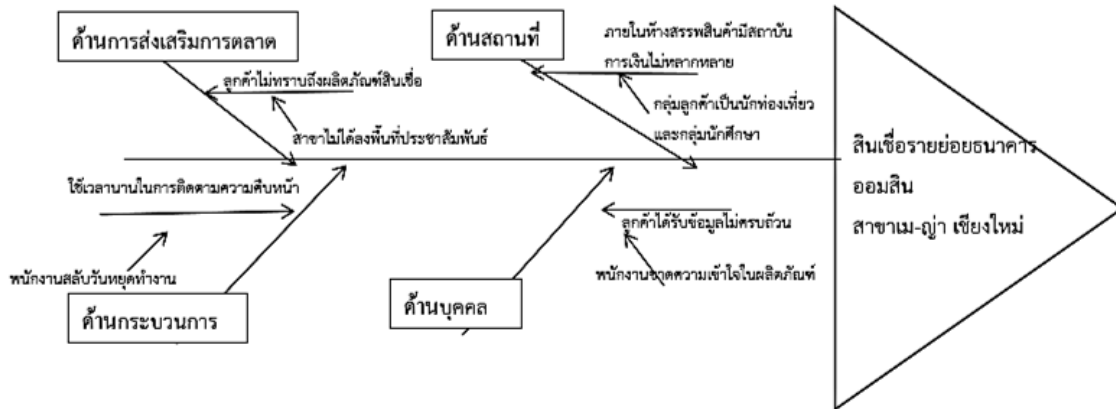 ด้านการส่งเสริมการตลาด
ลูกค้าไม่ทราบถึงผลิตภัณฑ์สินเชื่อ
สาขาไม่ได้ลงพื้นที่ประชาสัมพันธ์
ด้านสถานที่
ภายในห้างสรรพสินค้ามีสถาบัน
การเงินไม่หลากหลาย
กลุ่มลูกค้าเป็นนักท่องเที่ยว
และกลุ่มนักศึกษา
สินเชื่อรายย่อยธนาคาร
ออมสิน
สาขาเม-ญ่า เชียงใหม่
ใช้เวลานานในการติดตามความคืบหน้า
พนักงานสลับวันหยุดทำงาน
ด้านกระบวนการ
ลูกค้าได้รับข้อมูลไม่ครบถ้วน
พนักงานขาดความเข้าใจในผลิตภัณฑ์
ด้านบุคคล